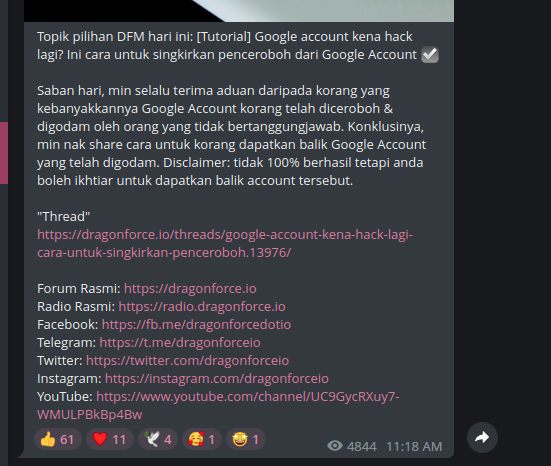 Topik pilihan DFM hari ini: [Tutorial] Google account kena hack
lagi? Ini cara untuk singkirkan penceroboh dari Google Account ☑️
Saban hari, min selalu terima aduan daripada korang yang
kebanyakkannya Google Account korang telah diceroboh &
digodam oleh orang yang tidak bertanggungjawab. Konklusinya,
min nak share cara untuk korang dapatkan balik Google Account
yang telah digodam. Disclaimer: tidak 100% berhasil tetapi anda
boleh ikhtiar untuk dapatkan balik account tersebut.
"Thread"
https://dragonforce.io/threads/google-account-kena-hack-lagi-
cara-untuk-singkirkan-penceroboh.13976/
Forum Rasmi: https://dragonforce.io
Radio Rasmi: https://radio.dragonforce.io
Facebook: https://fb.me/dragonforcedotio
Telegram: https://t.me/dragonforceio
Twitter: https://twitter.com/dragonforceio
Instagram: https://instagram.com/dragonforceio
YouTube: https://www.youtube.com/channel/UC9GycRXuy7-
WMULPBkBp4Bw
👍 61 ❤️ 11 🕊 4 🥰 1 🤩 1 4844 11:18 AM